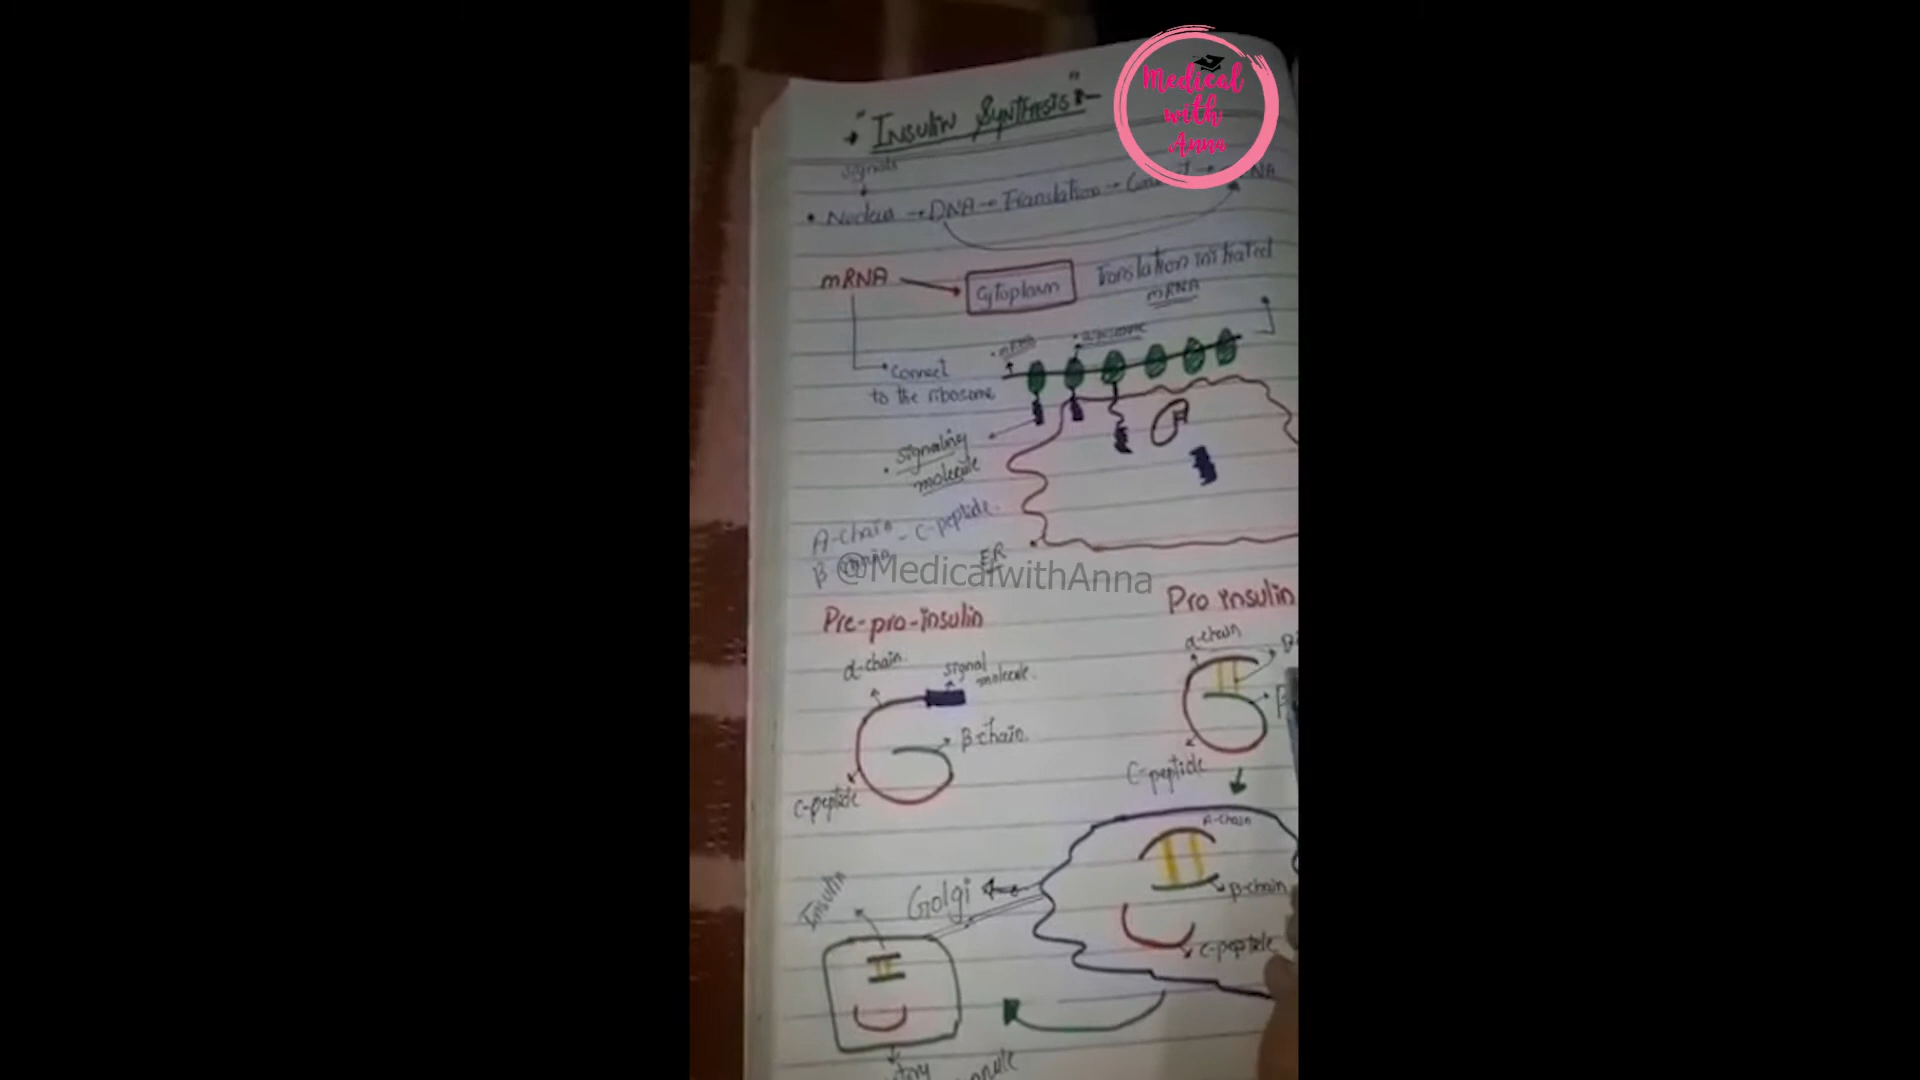 Medical
with
Anna
"Insulin Synthesis":-
signals
• Nucleus → DNA → Translation →
mRNA → Cytoplasm Translation initiated
mRNA
• mRNA • ribosome
• Connect
to the ribosome
• signaling
molecule
A-chain - C-peptide.
β
ER
@MedicalwithAnna
Pre-pro-insulin
Pro insulin
α-chain.
signal
molecule.
β-chain.
C-peptide
α-chain
β
C-peptide
A-chain
β-chain
C-peptide
Golgi
Insulin